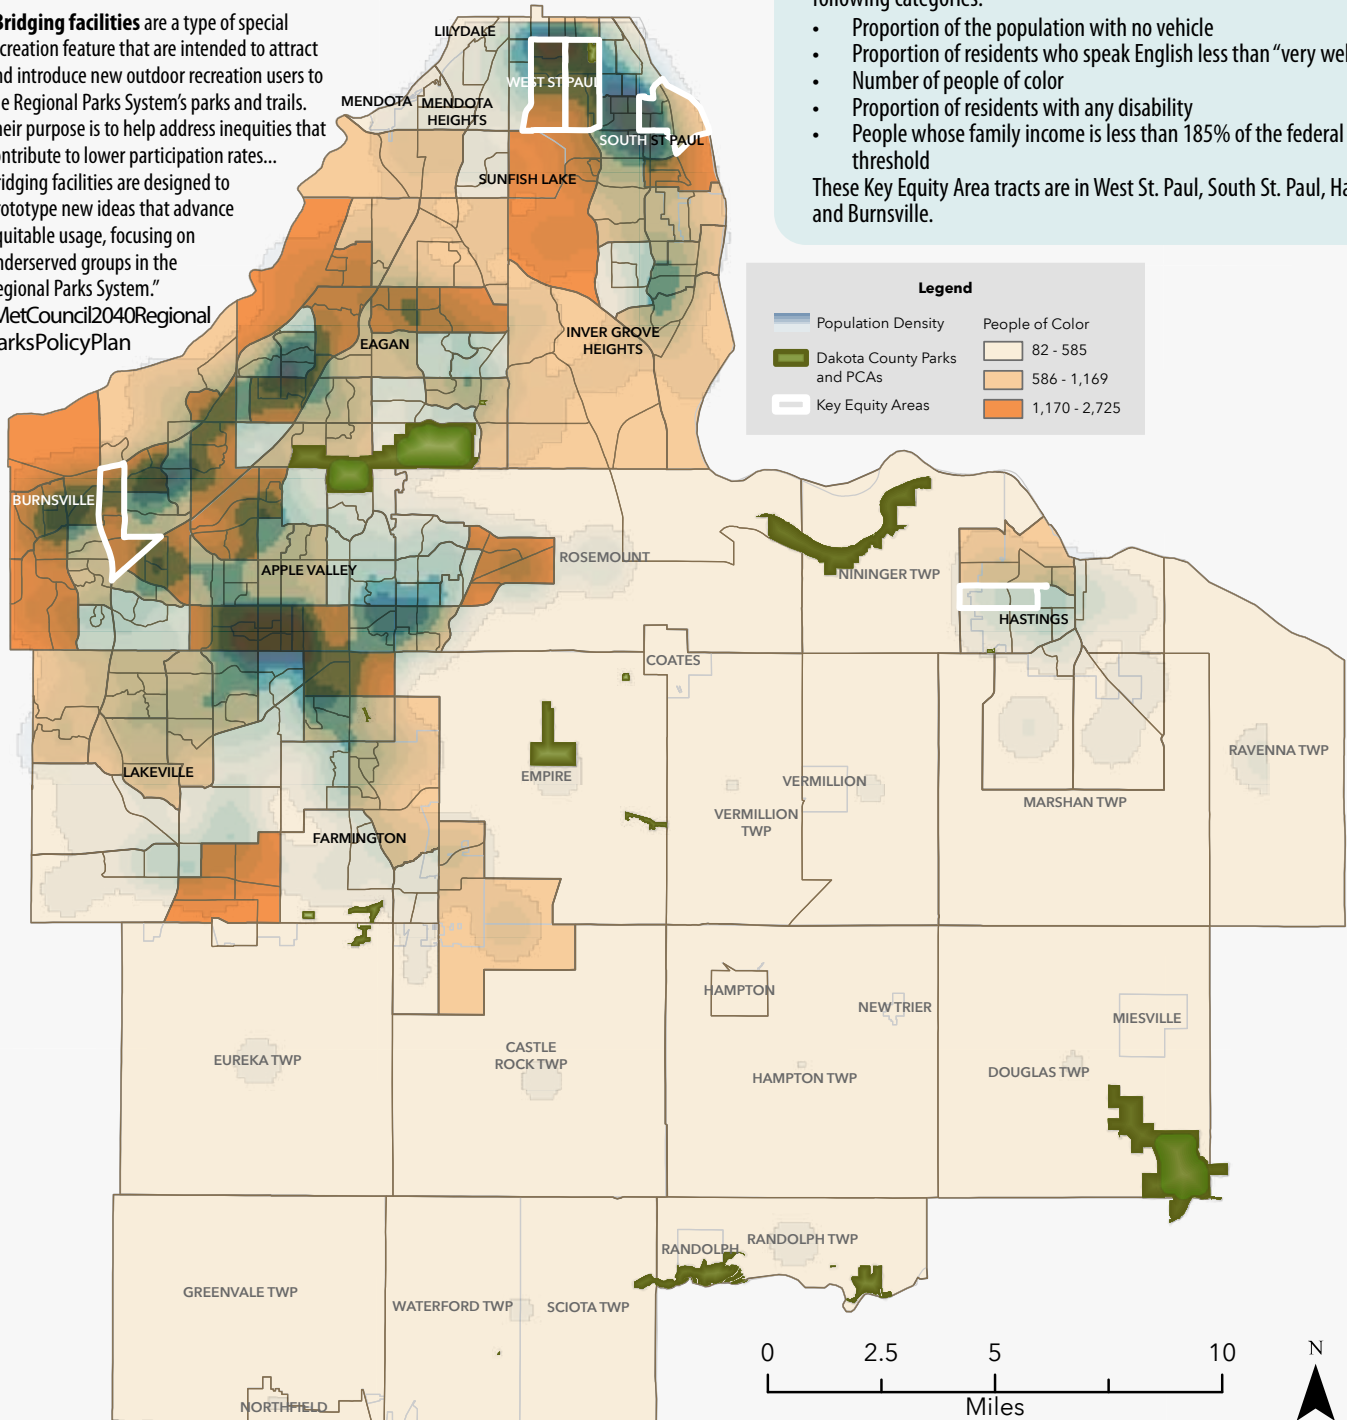 Bridging facilities are a type of special
creation feature that are intended to attract
nd introduce new outdoor recreation users to
e Regional Parks System's parks and trails.
heir purpose is to help address inequities that
ontribute to lower participation rates...
ridging facilities are designed to
rototype new ideas that advance
quitable usage, focusing on
nderserved groups in the
egional Parks System."
MetCouncil2040Regional
arksPolicyPlan
following categories:
• Proportion of the population with no vehicle
• Proportion of residents who speak English less than "very wel
• Number of people of color
• Proportion of residents with any disability
• People whose family income is less than 185% of the federal
threshold
These Key Equity Area tracts are in West St. Paul, South St. Paul, Ha
and Burnsville.
Legend
Population Density
Dakota County Parks
and PCAs
Key Equity Areas
People of Color
82 - 585
586 - 1,169
1,170 - 2,725
LILYDALE
WEST ST PAUL
MENDOTA
MENDOTA
HEIGHTS
SOUTH ST PAUL
SUNFISH LAKE
INVER GROVE
HEIGHTS
EAGAN
BURNSVILLE
ROSEMOUNT
APPLE VALLEY
NININGER TWP
HASTINGS
COATES
LAKEVILLE
EMPIRE
VERMILLION
VERMILLION
TWP
MARSHAN TWP
RAVENNA TWP
FARMINGTON
HAMPTON
NEW TRIER
MIESVILLE
EUREKA TWP
CASTLE
ROCK TWP
HAMPTON TWP
DOUGLAS TWP
RANDOLPH
RANDOLPH TWP
GREENVALE TWP
WATERFORD TWP
SCIOTA TWP
NORTHFIELD
0 2.5 5 10
Miles
N